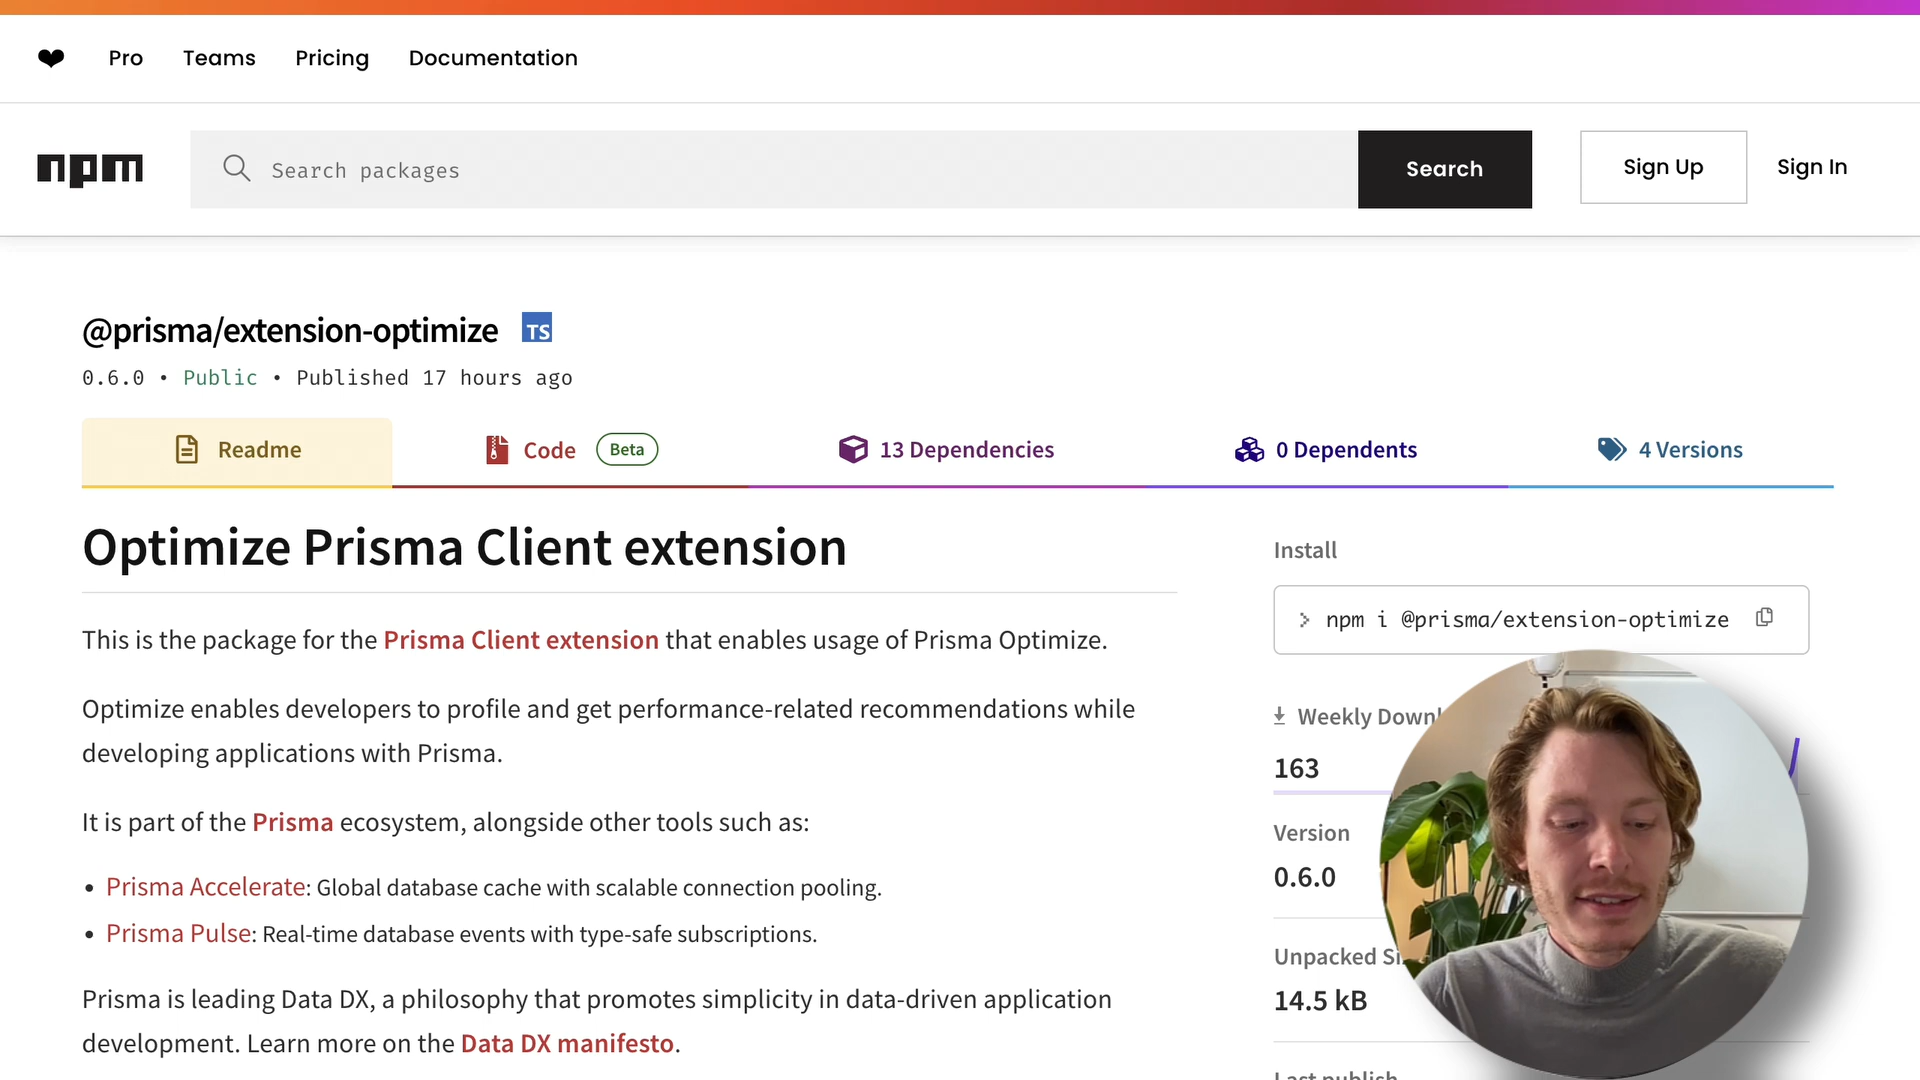 ❤ Pro Teams Pricing Documentation
npm Search packages Search Sign Up Sign In
@prisma/extension-optimize TS
0.6.0 • Public • Published 17 hours ago
Readme Code Beta 13 Dependencies 0 Dependents 4 Versions
Optimize Prisma Client extension
This is the package for the Prisma Client extension that enables usage of Prisma Optimize.
Optimize enables developers to profile and get performance-related recommendations while
developing applications with Prisma.
It is part of the Prisma ecosystem, alongside other tools such as:
• Prisma Accelerate: Global database cache with scalable connection pooling.
• Prisma Pulse: Real-time database events with type-safe subscriptions.
Prisma is leading Data DX, a philosophy that promotes simplicity in data-driven application
development. Learn more on the Data DX manifesto.
Install
> npm i @prisma/extension-optimize
Weekly
163
Version
0.6.0
Unpacked
14.5 kB
Last publish